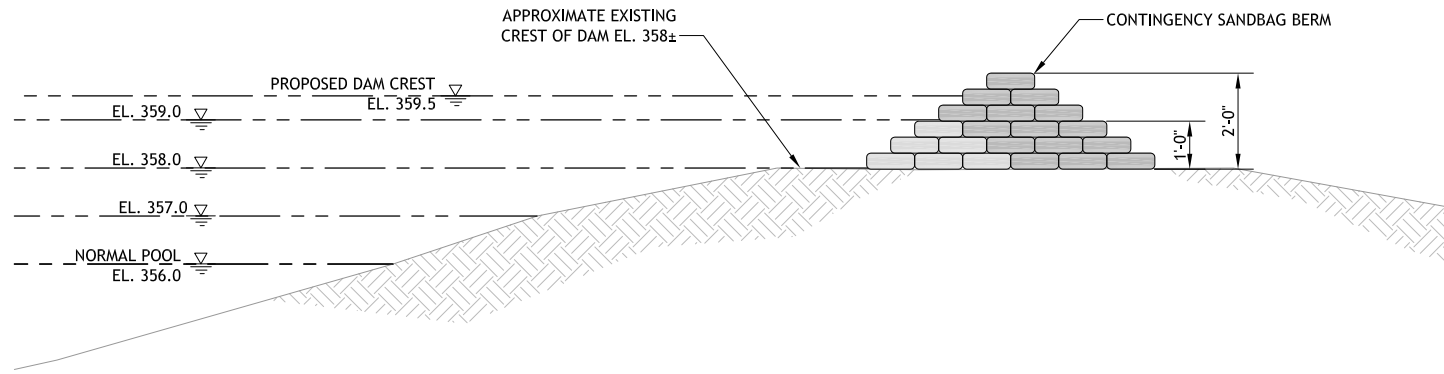 APPROXIMATE EXISTING
CREST OF DAM EL. 358±
CONTINGENCY SANDBAG BERM
PROPOSED DAM CREST
EL. 359.5
EL. 359.0
EL. 358.0
EL. 357.0
NORMAL POOL
EL. 356.0
1'-0"
2'-0"